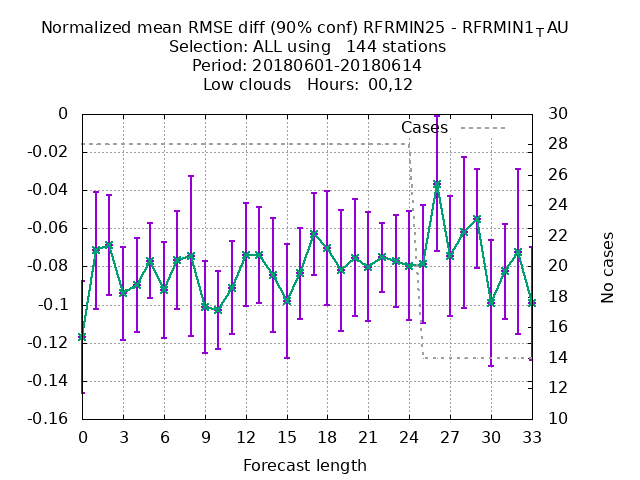 Normalized mean RMSE diff (90% conf) RFRMIN25 - RFRMIN1TAU
Selection: ALL using   144 stations
Period: 20180601-20180614
Low clouds   Hours:  00,12
Cases
0
-0.02
-0.04
-0.06
-0.08
-0.1
-0.12
-0.14
-0.16
30
28
26
24
22
20
18
16
14
12
10
No cases
0 3 6 9 12 15 18 21 24 27 30 33
Forecast length